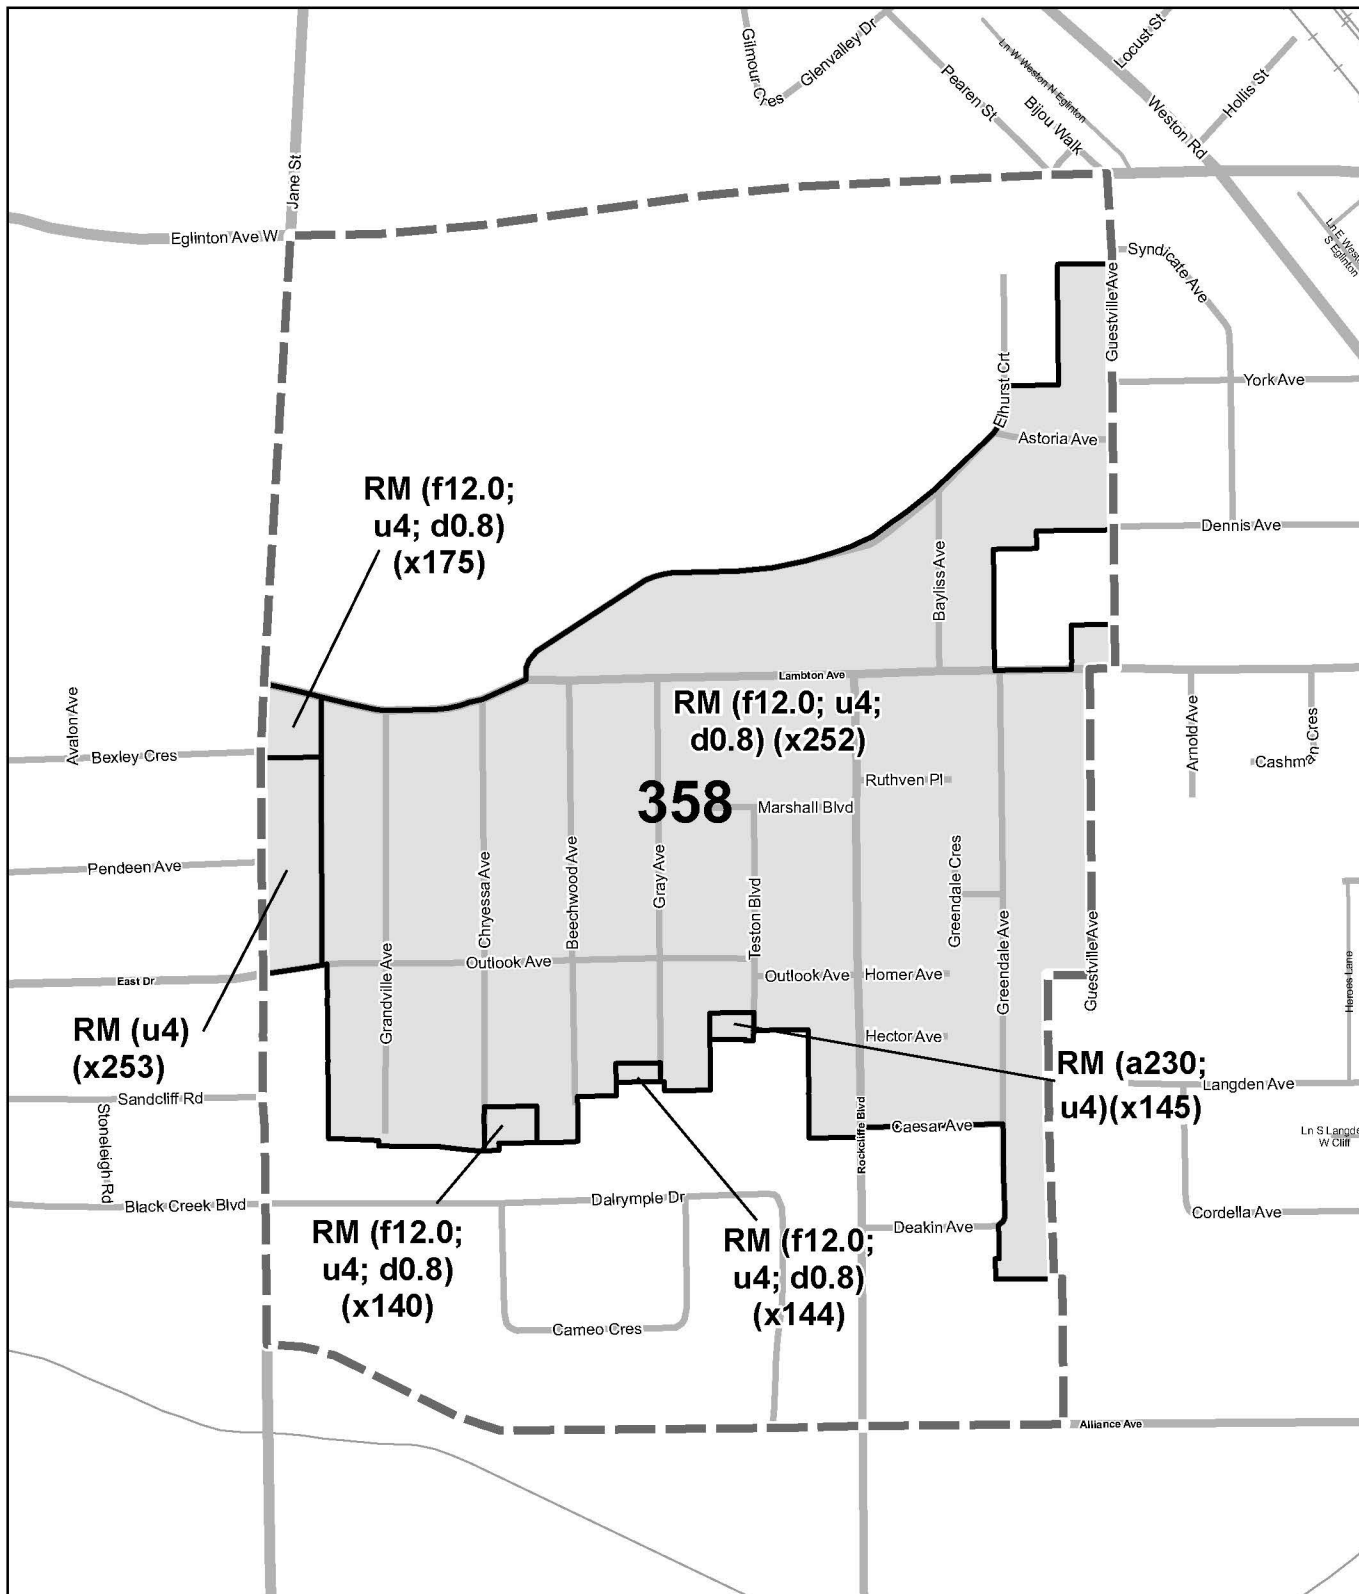 Gilmour Cres
Glenvalley Dr
Pearen St
Ln W Weston N Eglinton
Bijou Walk
Locust St
Weston Rd
Hollis St
Jane St
Eglinton Ave W
Syndicate Ave
Guestville Ave
Ln E West
S Eglinton
Elhurst Crt
York Ave
Astoria Ave
RM (f12.0;
u4; d0.8)
(x175)
Dennis Ave
Bayliss Ave
Lambton Ave
RM (f12.0; u4;
d0.8) (x252)
Avalon Ave
Bexley Cres
Arnold Ave
Cashman Cres
Ruthven Pl
358
Marshall Blvd
Pendeen Ave
Chryessa Ave
Beechwood Ave
Gray Ave
Teston Blvd
Greendale Cres
Greendale Ave
Guestville Ave
Grandville Ave
Outlook Ave
Outlook Ave
Homer Ave
East Dr
Heroes Lane
RM (u4)
(x253)
Hector Ave
RM (a230;
u4)(x145)
Langden Ave
Sandcliff Rd
Stoneleigh Rd
Rockcliffe Blvd
Caesar Ave
Ln S Langde
W Cliff
Black Creek Blvd
Dalrymple Dr
Deakin Ave
Cordella Ave
RM (f12.0;
u4; d0.8)
(x140)
RM (f12.0;
u4; d0.8)
(x144)
Cameo Cres
Alliance Ave